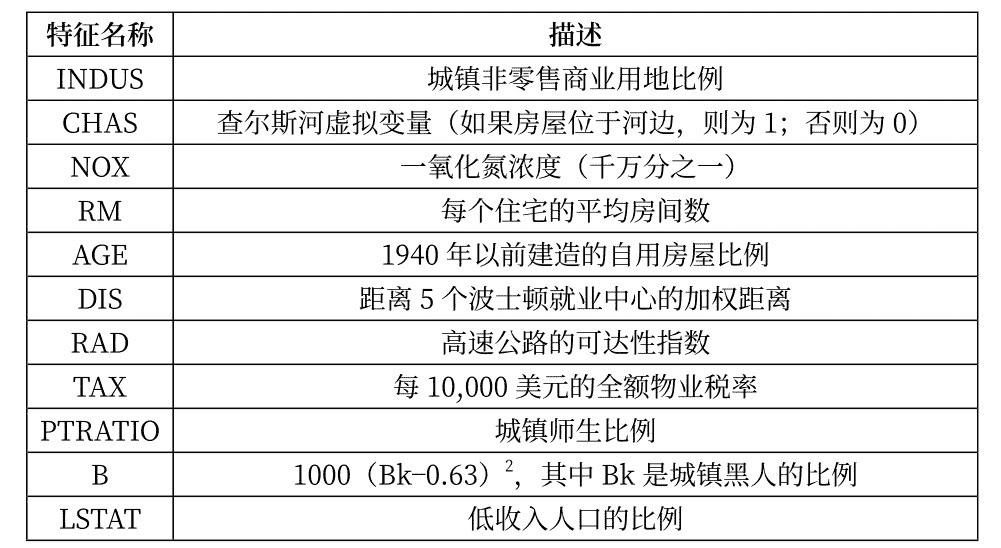 特征名称 描述
INDUS 城镇非零售商业用地比例
CHAS 查尔斯河虚拟变量（如果房屋位于河边，则为 1；否则为 0）
NOX 一氧化氮浓度（千万分之一）
RM 每个住宅的平均房间数
AGE 1940 年以前建造的自用房屋比例
DIS 距离 5 个波士顿就业中心的加权距离
RAD 高速公路的可达性指数
TAX 每 10,000 美元的全额物业税率
PTRATIO 城镇师生比例
B 1000（Bk−0.63）²，其中 Bk 是城镇黑人的比例
LSTAT 低收入人口的比例